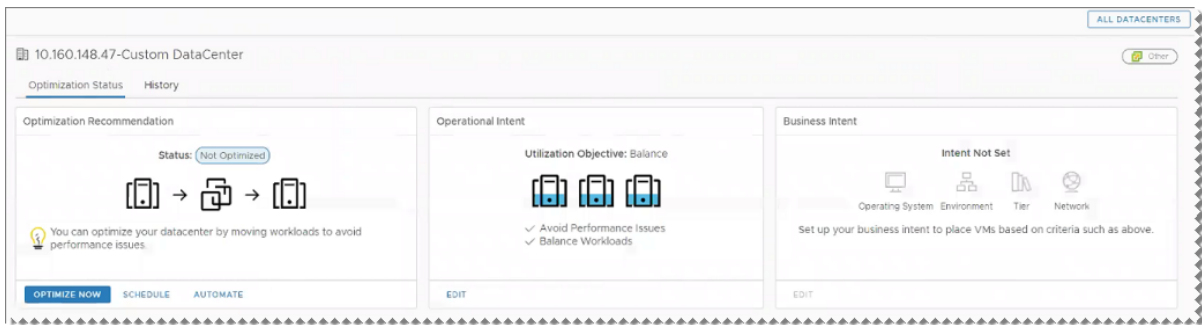 ALL DATACENTERS
10.160.148.47-Custom DataCenter
Other
Optimization Status History
Optimization Recommendation
Status: Not Optimized
You can optimize your datacenter by moving workloads to avoid
performance issues.
OPTIMIZE NOW SCHEDULE AUTOMATE
Operational Intent
Utilization Objective: Balance
Avoid Performance Issues
Balance Workloads
EDIT
Business Intent
Intent Not Set
Operating System Environment Tier Network
Set up your business intent to place VMs based on criteria such as above.
EDIT